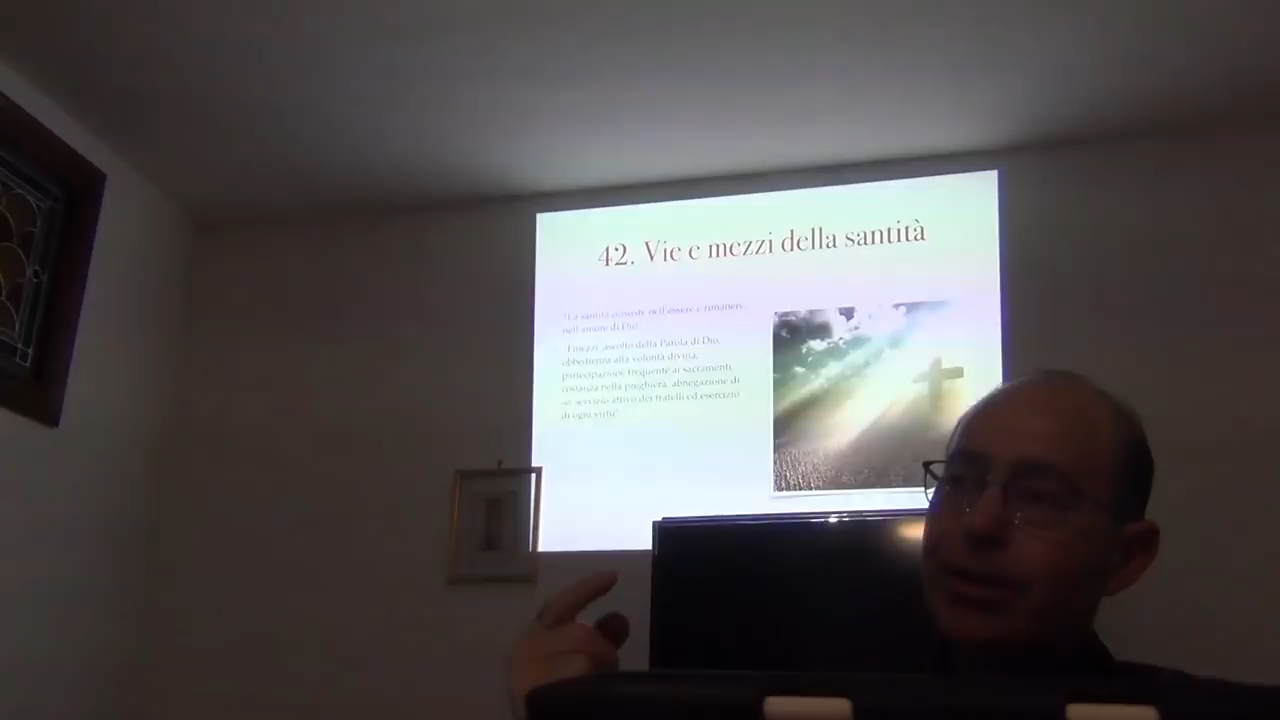 42. Vie e mezzi della santità
"La santità consiste nell'essere e rimanere
nell'amore di Dio
I mezzi: ascolto della Parola di Dio,
obbedienza alla volontà divina,
partecipazione frequente ai sacramenti,
costanza nella preghiera, abnegazione di
sé, servizio attivo dei fratelli ed esercizio
di ogni virtù"